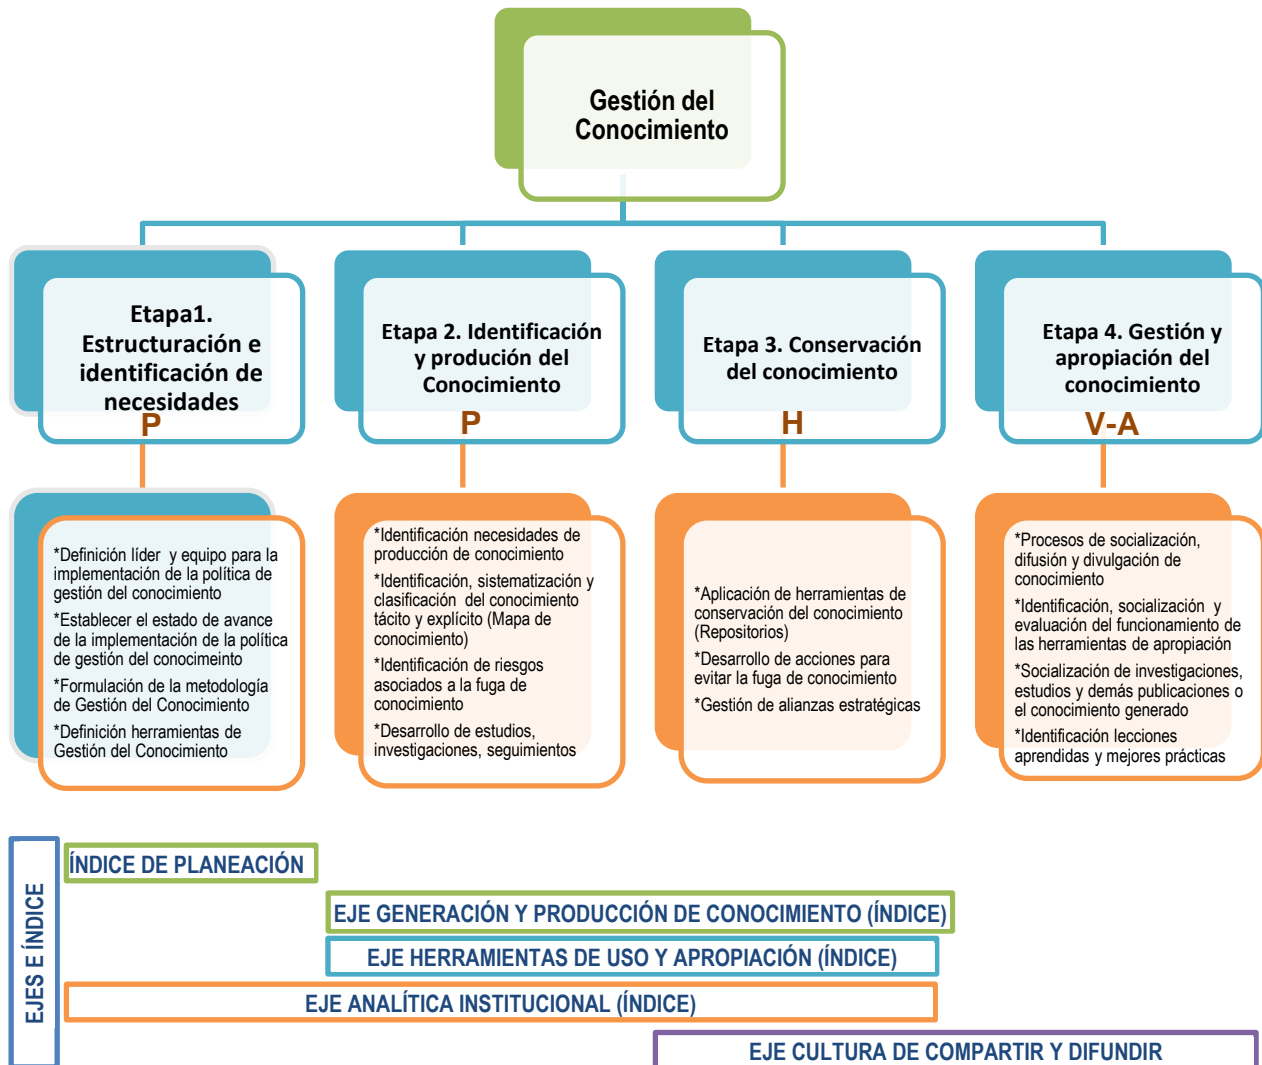 Gestión del
Conocimiento
Etapa1.
Estructuración e
identificación de
necesidades
P
Etapa 2. Identificación
y produción del
Conocimiento
P
Etapa 3. Conservación
del conocimiento
H
Etapa 4. Gestión y
apropiación del
conocimiento
V-A
*Definición líder y equipo para la
implementación de la política de
gestión del conocimiento
*Establecer el estado de avance
de la implementación de la política
de gestión del conocimeinto
*Formulación de la metodología
de Gestión del Conocimiento
*Definición herramientas de
Gestión del Conocimiento
*Identificación necesidades de
producción de conocimiento
*Identificación, sistematización y
clasificación del conocimiento
tácito y explícito (Mapa de
conocimiento)
*Identificación de riesgos
asociados a la fuga de
conocimiento
*Desarrollo de estudios,
investigaciones, seguimientos
*Aplicación de herramientas de
conservación del conocimiento
(Repositorios)
*Desarrollo de acciones para
evitar la fuga de conocimiento
*Gestión de alianzas estratégicas
*Procesos de socialización,
difusión y divulgación de
conocimiento
*Identificación, socialización y
evaluación del funcionamiento de
las herramientas de apropiación
*Socialización de investigaciones,
estudios y demás publicaciones o
el conocimiento generado
*Identificación lecciones
aprendidas y mejores prácticas
EJES E ÍNDICE
ÍNDICE DE PLANEACIÓN
EJE GENERACIÓN Y PRODUCCIÓN DE CONOCIMIENTO (ÍNDICE)
EJE HERRAMIENTAS DE USO Y APROPIACIÓN (ÍNDICE)
EJE ANALÍTICA INSTITUCIONAL (ÍNDICE)
EJE CULTURA DE COMPARTIR Y DIFUNDIR